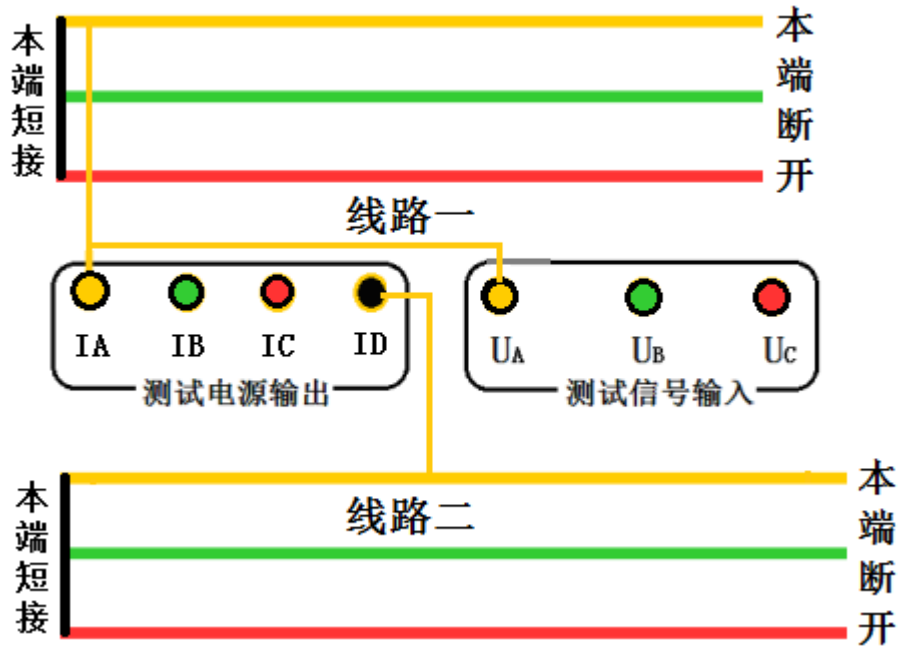 本端短接
本端断开
线路一
IA IB IC ID
测试电源输出
UA UB UC
测试信号输入
本端短接
线路二
本端断开